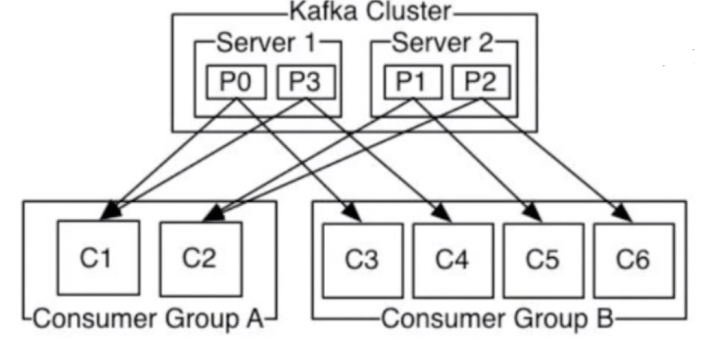 Kafka Cluster
Server 1
Server 2
P0
P3
P1
P2
C1
C2
C3
C4
C5
C6
Consumer Group A
Consumer Group B